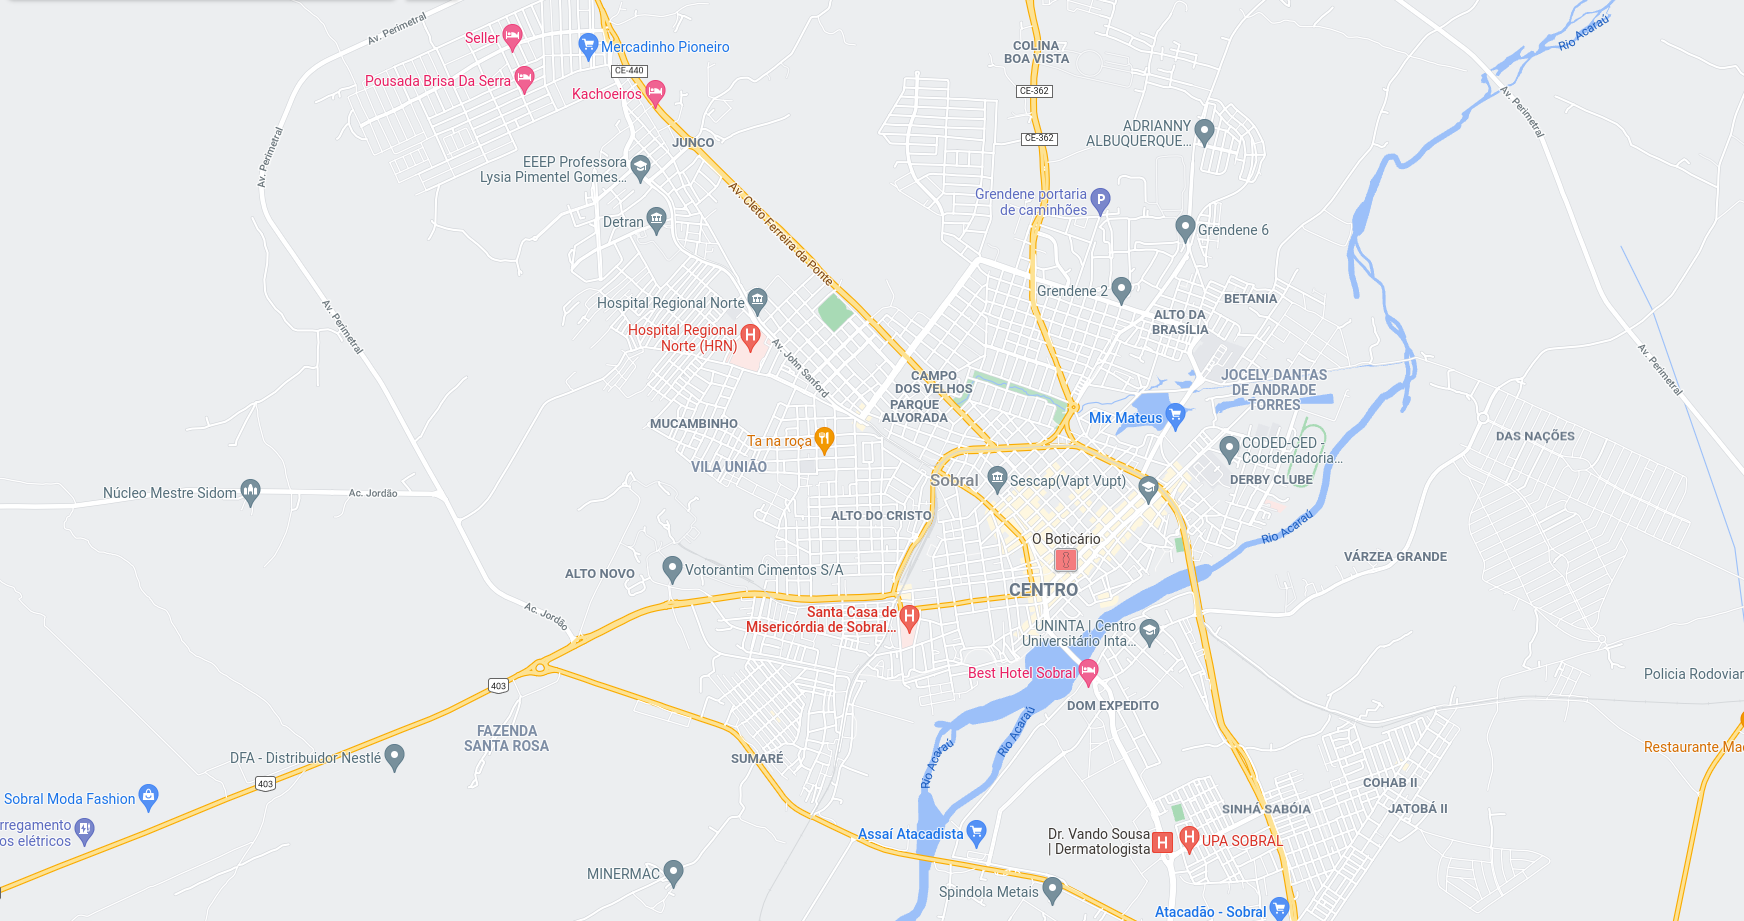 Rio Acaraú
Av. Perimetral
Seller
COLINA
BOA VISTA
Mercadinho Pioneiro
CE-440
Pousada Brisa Da Serra
Kachoeiros
CE-362
Av. Perimetral
ADRIANNY
ALBUQUERQUE...
CE-362
JUNCO
Av. Perimetral
EEEP Professora
Lysia Pimentel Gomes...
Grendene portaria
de caminhões
P
Detran
Av. Cleto Ferreira da Ponte
Grendene 6
Grendene 2
BETANIA
Hospital Regional Norte
ALTO DA
BRASÍLIA
Av. Perimetral
Hospital Regional
Norte (HRN)
H
Av. John Sanford
Av. Perimetral
CAMPO
DOS VELHOS
JOCELY DANTAS
DE ANDRADE
TORRES
PARQUE
ALVORADA
Mix Mateus
MUCAMBINHO
Ta na roça
DAS NAÇÕES
CODED-CED -
Coordenadoria...
VILA UNIÃO
Sobral
Sescap(Vapt Vupt)
DERBY CLUBE
Núcleo Mestre Sidom
Ac. Jordão
ALTO DO CRISTO
Rio Acaraú
O Boticário
VÁRZEA GRANDE
ALTO NOVO
Votorantim Cimentos S/A
CENTRO
Ac. Jordão
Santa Casa de
Misericórdia de Sobral...
H
UNINTA | Centro
Universitário Inta...
Best Hotel Sobral
Policia Rodoviar
403
DOM EXPEDITO
FAZENDA
SANTA ROSA
Rio Acaraú
Restaurante Ma
DFA - Distribuidor Nestlé
SUMARÉ
Rio Acaraú
403
COHAB II
Sobral Moda Fashion
SINHÁ SABÓIA
JATOBÁ II
rregamento
os elétricos
Assaí Atacadista
Dr. Vando Sousa
| Dermatologista
H
H
UPA SOBRAL
MINERMAC
Spindola Metais
Atacadão - Sobral